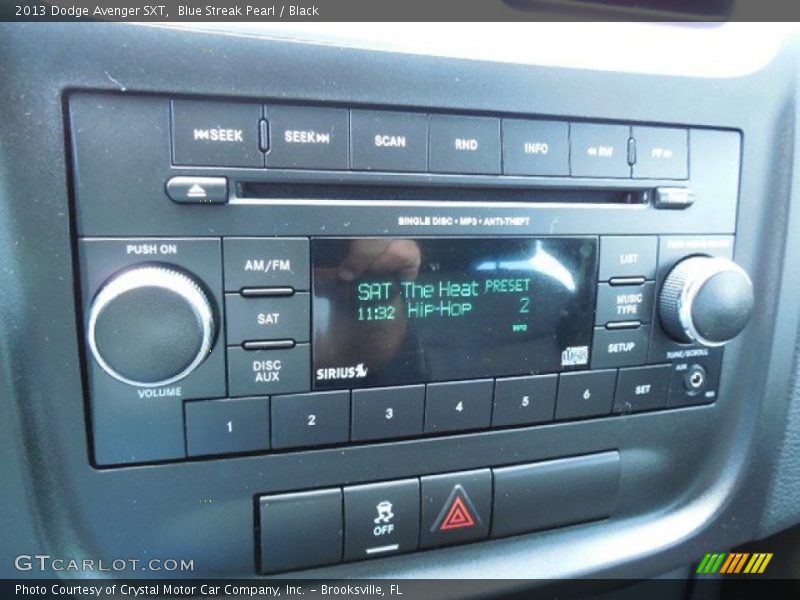 2013 Dodge Avenger SXT,  Blue Streak Pearl / Black
SEEK SEEK SCAN RND INFO RW FF
SINGLE DISC • MP3 • ANTI-THEFT
PUSH ON
VOLUME
AM/FM
SAT
DISC AUX
SAT The Heat PRESET
11:32 Hip-Hop 2
INFO
SIRIUS
LIST
MUSIC TYPE
SETUP
TUNE/SCROLL
AUX
1 2 3 4 5 6 SET
OFF
GTCARLOT.COM
Photo Courtesy of Crystal Motor Car Company, Inc. – Brooksville, FL